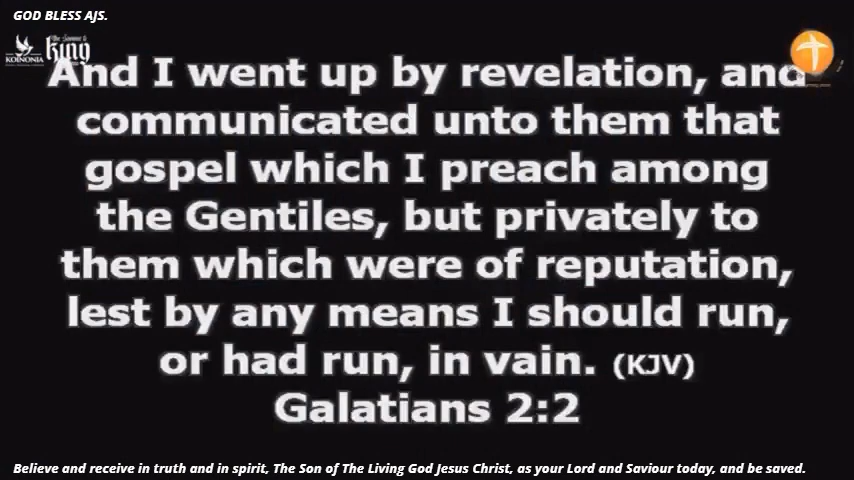 GOD BLESS AJS.
KOINONIA
king
And I went up by revelation, and
communicated unto them that
gospel which I preach among
the Gentiles, but privately to
them which were of reputation,
lest by any means I should run,
or had run, in vain. (KJV)
Galatians 2:2
Believe and receive in truth and in spirit, The Son of The Living God Jesus Christ, as your Lord and Saviour today, and be saved.